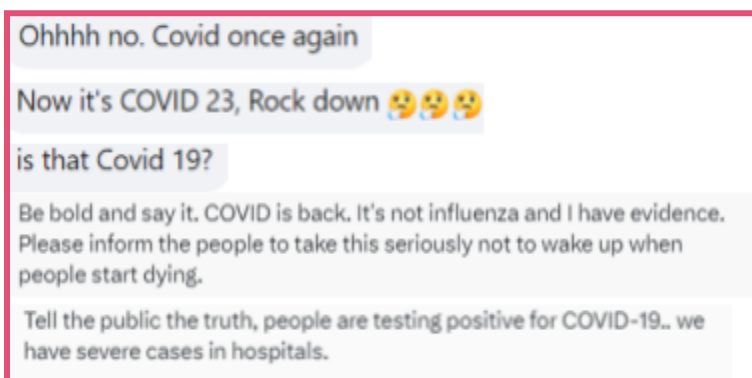 Ohhhh no. Covid once again
Now it's COVID 23, Rock down 🤔🤔🤔
is that Covid 19?
Be bold and say it. COVID is back. It's not influenza and I have evidence.
Please inform the people to take this seriously not to wake up when
people start dying.
Tell the public the truth, people are testing positive for COVID-19.. we
have severe cases in hospitals.